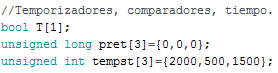 //Temporizadores, comparadores, tiempo.
bool T[1];
unsigned long pret[3]={0,0,0};
unsigned int tempst[3]={2000,500,1500};